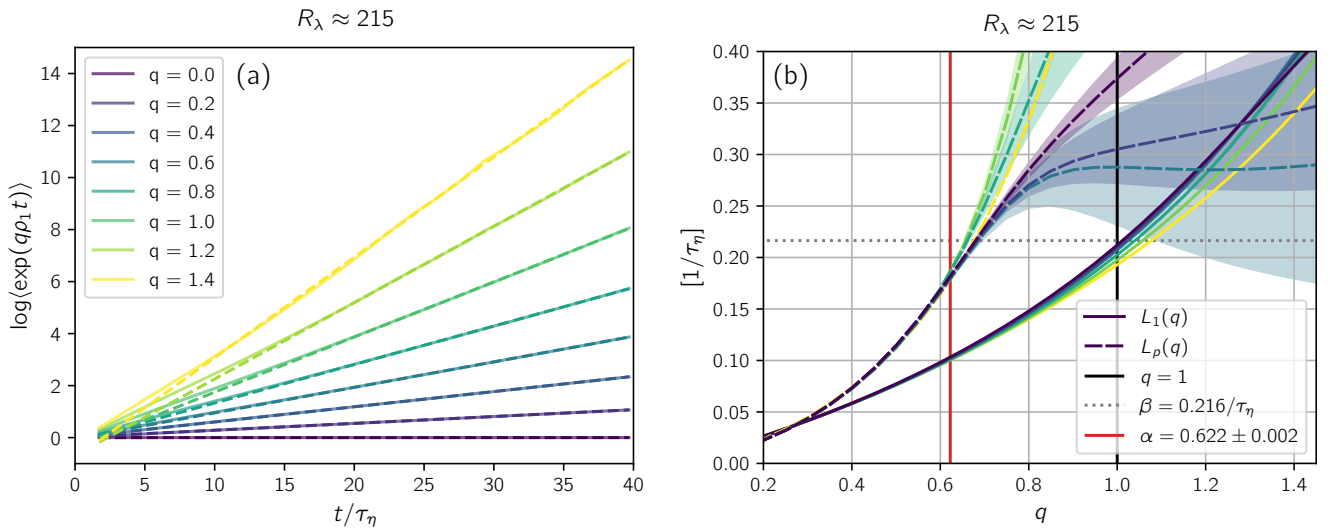 R_λ ≈ 215
(a)
log⟨exp(qρ₁t)⟩
14
12
10
8
6
4
2
0
q = 0.0
q = 0.2
q = 0.4
q = 0.6
q = 0.8
q = 1.0
q = 1.2
q = 1.4
0 5 10 15 20 25 30 35 40
t/τ_η
R_λ ≈ 215
(b)
[1/τ_η]
0.40
0.35
0.30
0.25
0.20
0.15
0.10
0.05
0.00
L₁(q)
L_p(q)
q = 1
β = 0.216/τ_η
α = 0.622 ± 0.002
0.2 0.4 0.6 0.8 1.0 1.2 1.4
q